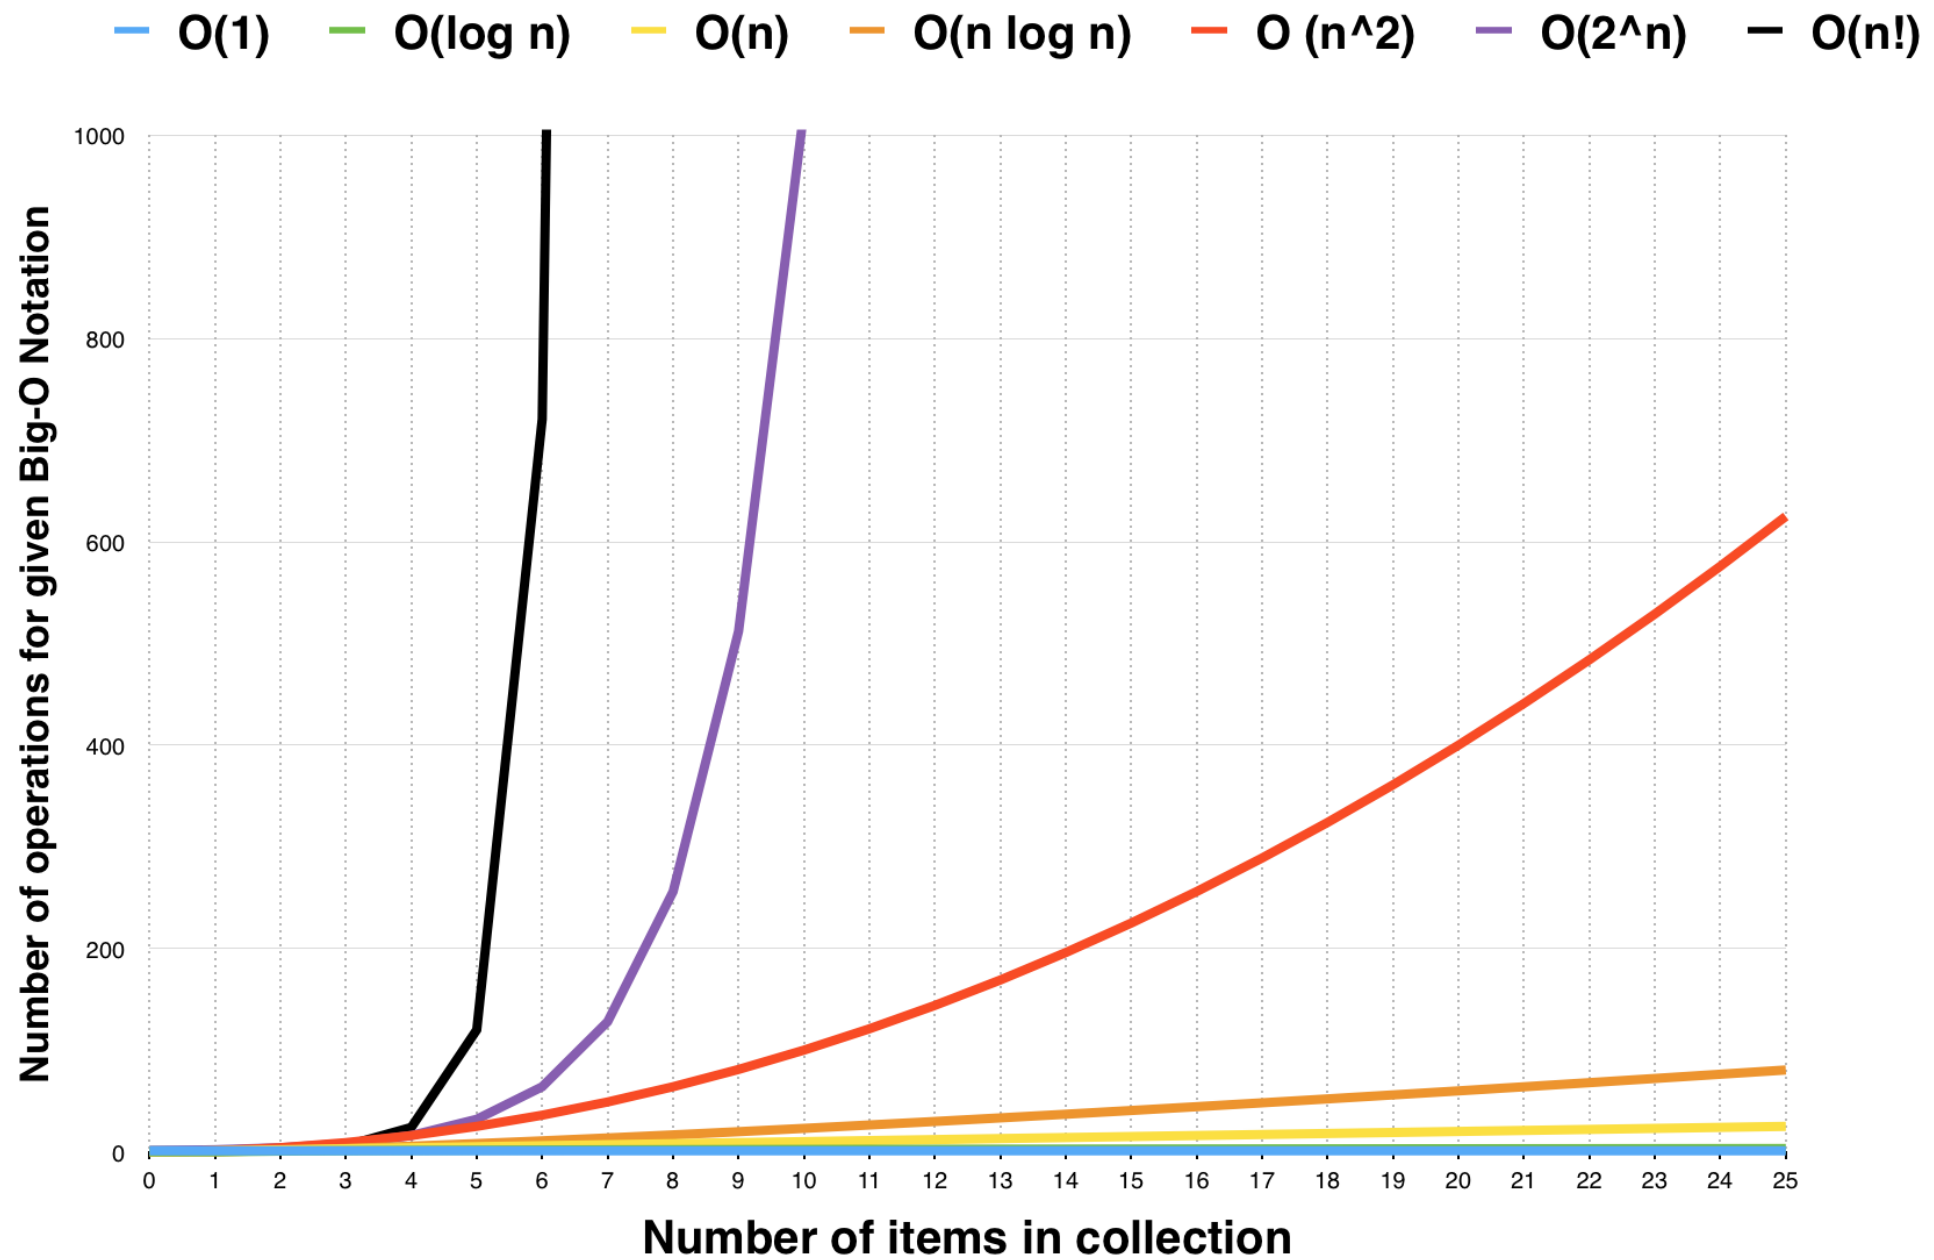 O(1) O(log n) O(n) O(n log n) O (n^2) O(2^n) O(n!)
Number of operations for given Big-O Notation
1000
800
600
400
200
0
0 1 2 3 4 5 6 7 8 9 10 11 12 13 14 15 16 17 18 19 20 21 22 23 24 25
Number of items in collection